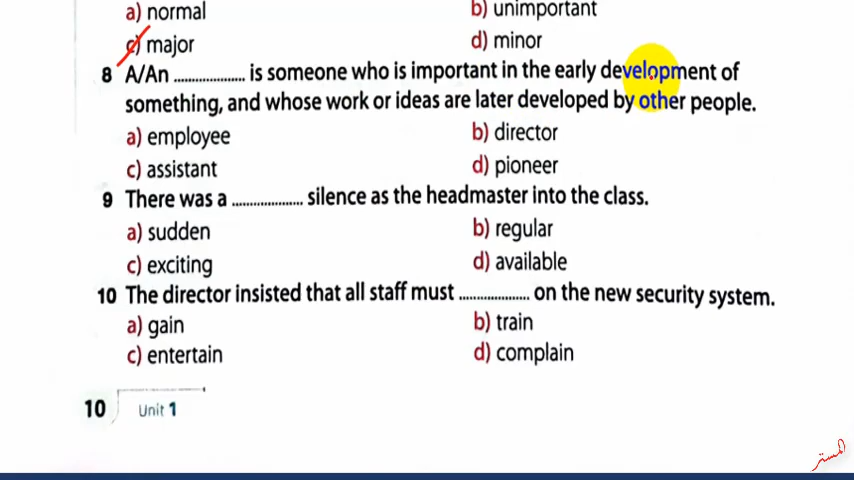 a) normal b) unimportant
c) major d) minor
8 A/An .................... is someone who is important in the early development of
something, and whose work or ideas are later developed by other people.
a) employee b) director
c) assistant d) pioneer
9 There was a .................... silence as the headmaster into the class.
a) sudden b) regular
c) exciting d) available
10 The director insisted that all staff must .................... on the new security system.
a) gain b) train
c) entertain d) complain
10 Unit 1
المستر